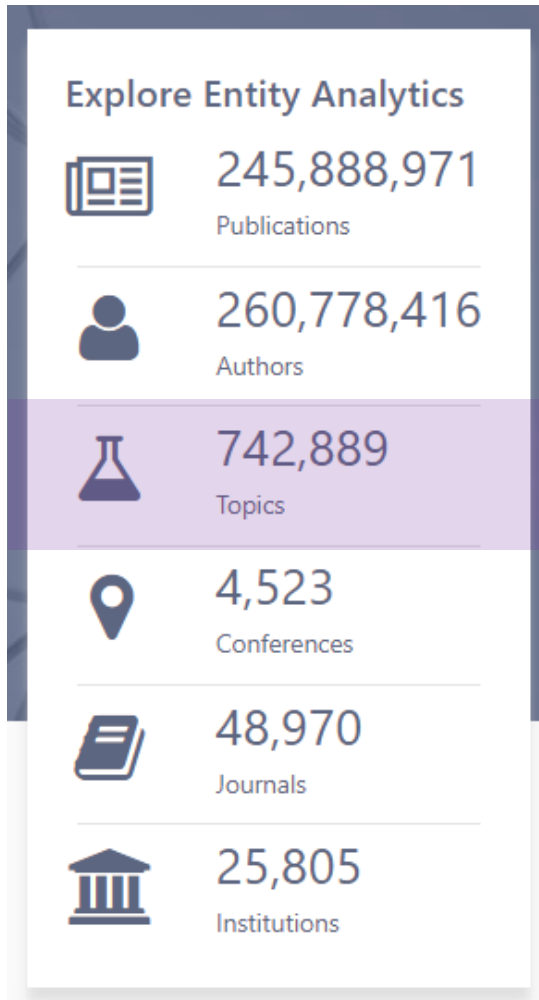 Explore Entity Analytics
245,888,971
Publications
260,778,416
Authors
742,889
Topics
4,523
Conferences
48,970
Journals
25,805
Institutions